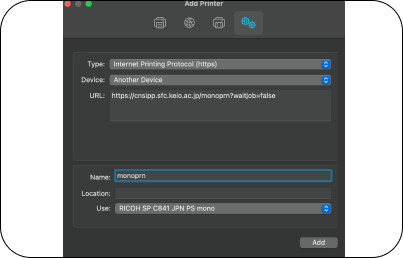 Add Printer
Type: Internet Printing Protocol (https)
Device: Another Device
URL: https://cnsipp.sfc.keio.ac.jp/monoprn?waitjob=false
Name: monoprn
Location:
Use: RICOH SP C841 JPN PS mono
Add